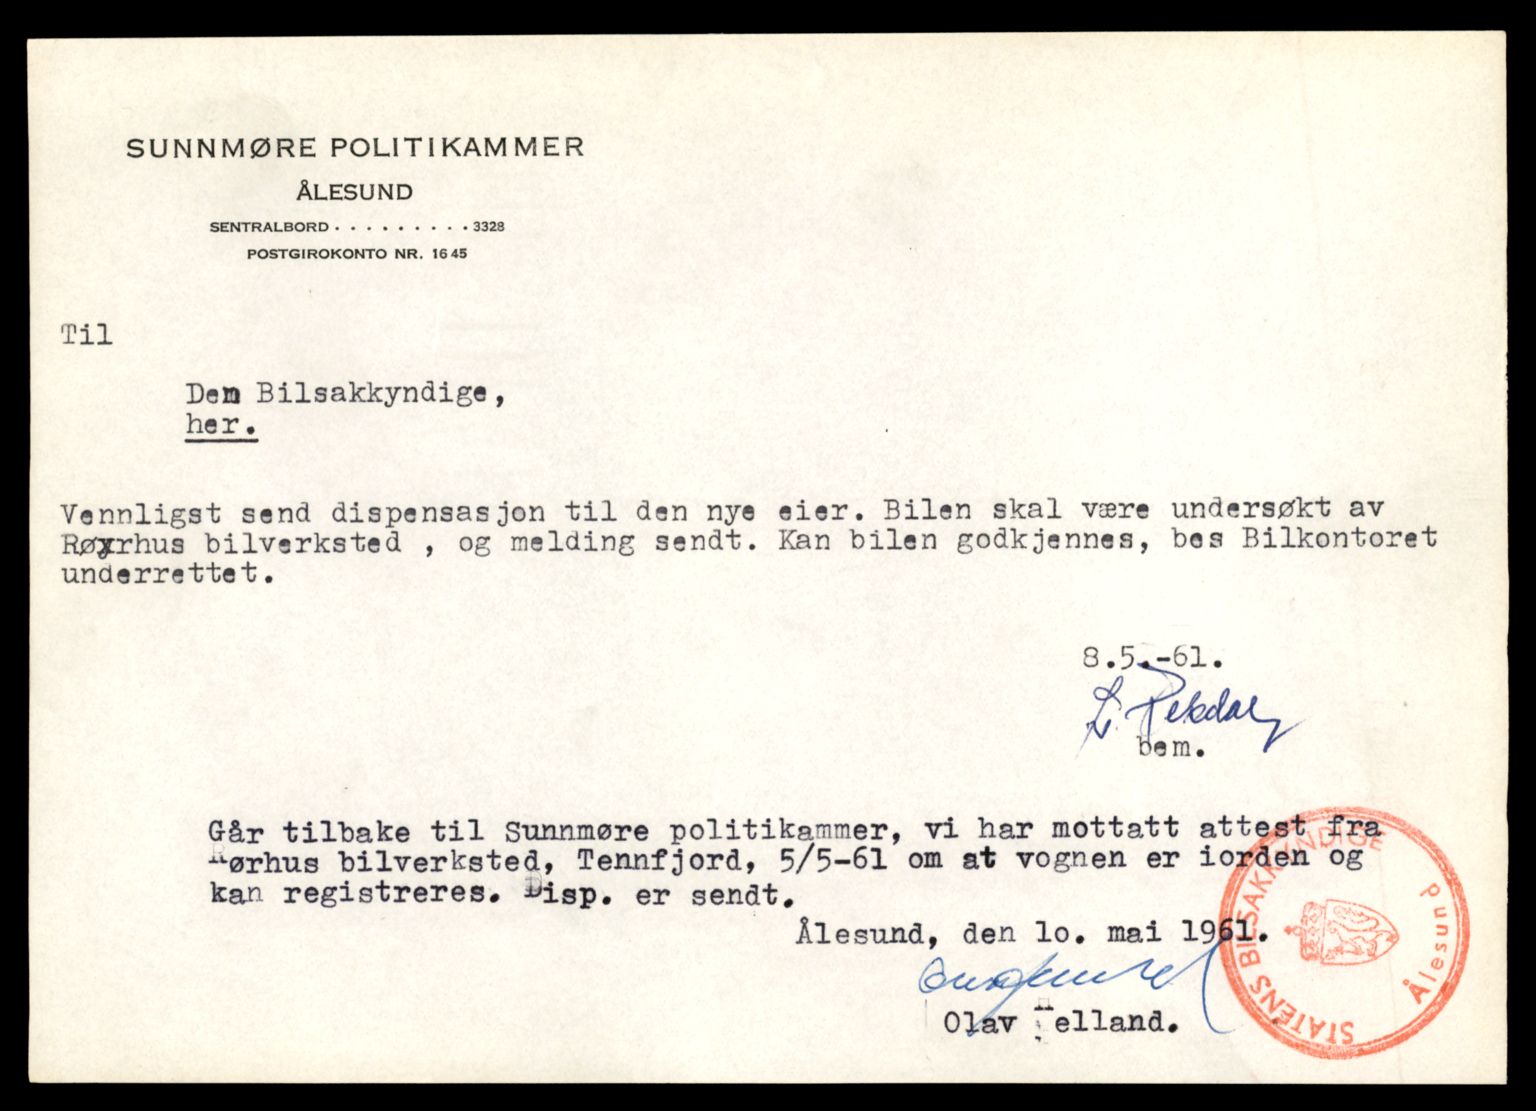 SUNNMØRE POLITIKAMMER
ÅLESUND
SENTRALBORD . . . . . . . . . 3328
POSTGIROKONTO NR. 1645
Til
Den Bilsakkyndige,
her.
Vennligst send dispensasjon til den nye eier. Bilen skal være undersøkt av
Røyrhus bilverksted , og melding sendt. Kan bilen godkjennes, bes Bilkontoret
underrettet.
8.5.-61.
bem.
Går tilbake til Sunnmøre politikammer, vi har mottatt attest fra
Rørhus bilverksted, Tennfjord, 5/5-61 om at vognen er iorden og
kan registreres. Disp. er sendt.
Ålesund, den 1o. mai 1961.
Olav Helland.
STATENS BILSAKKYNDIGE
Ålesund